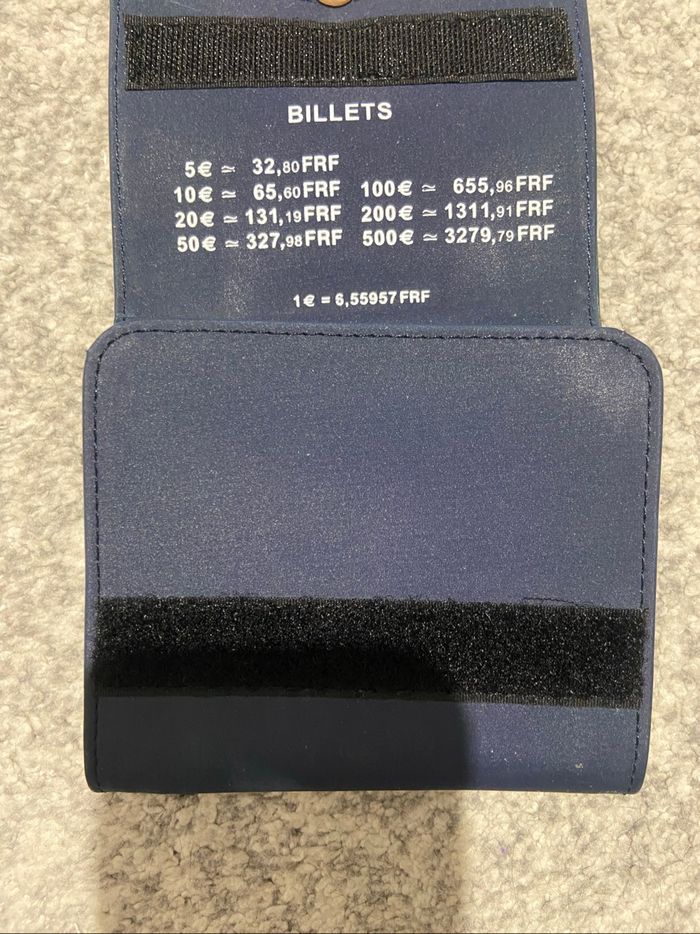 BILLETS
5€ ≃ 32,80FRF
10€ ≃ 65,60FRF 100€ ≃ 655,96FRF
20€ ≃ 131,19FRF 200€ ≃ 1311,91FRF
50€ ≃ 327,98FRF 500€ ≃ 3279,79FRF
1€ = 6,55957FRF